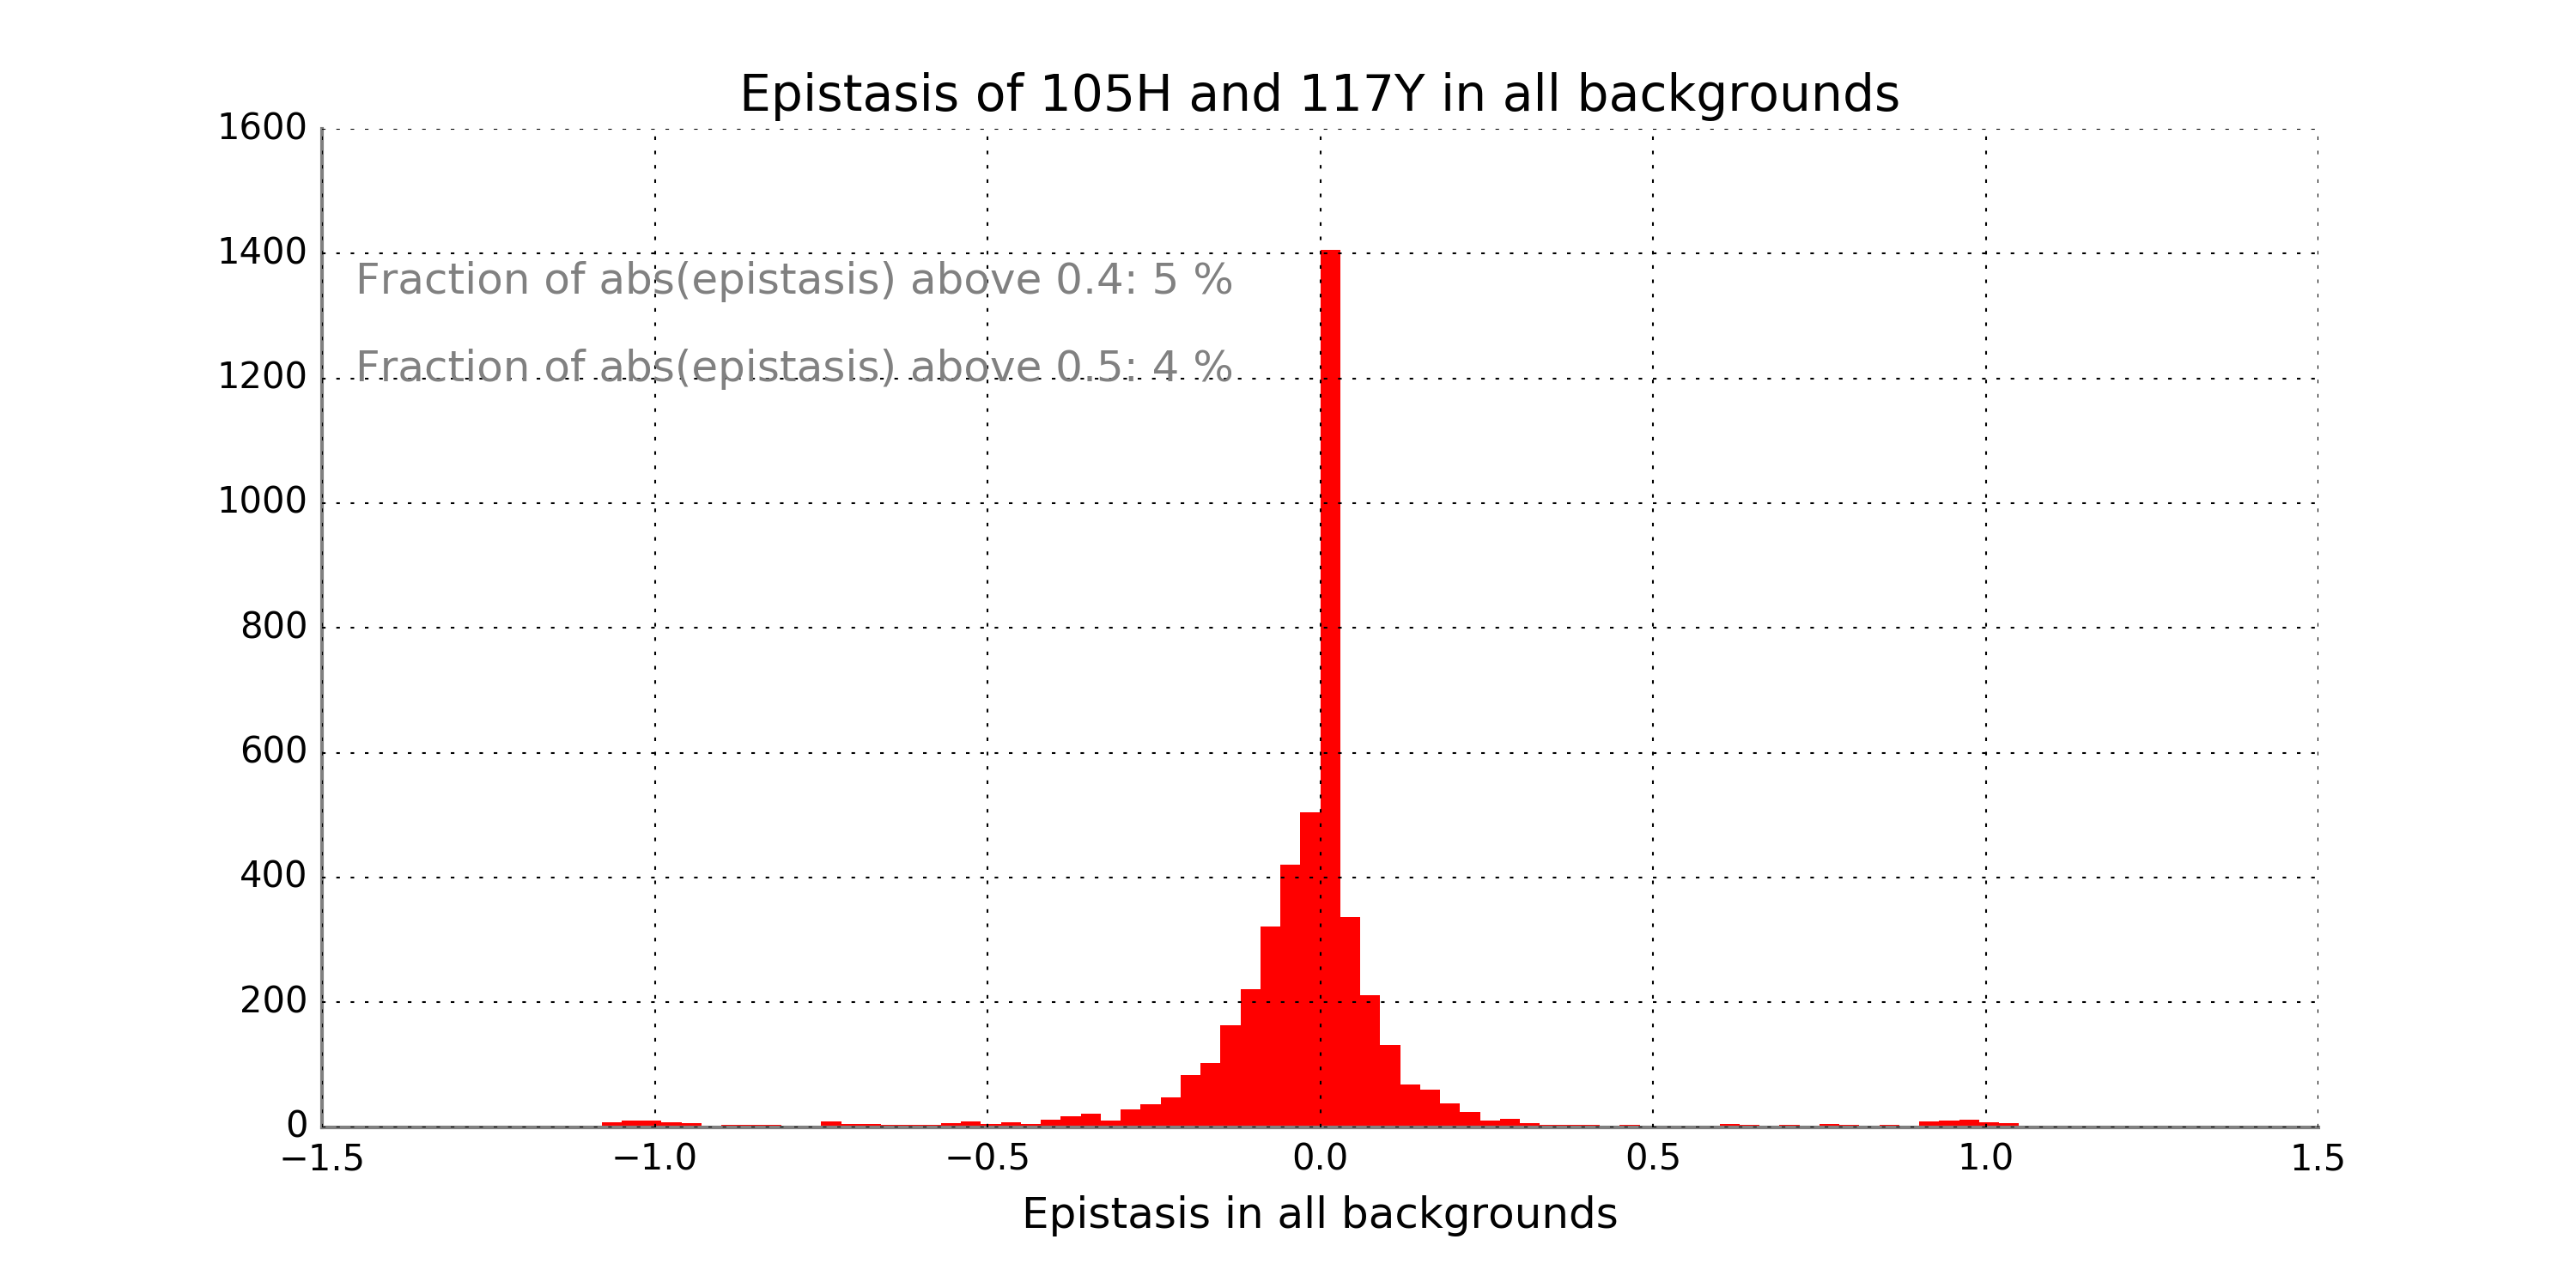 Epistasis of 105H and 117Y in all backgrounds
1600
1400
Fraction of abs(epistasis) above 0.4: 5 %
Fraction of abs(epistasis) above 0.5: 4 %
1200
1000
800
600
400
200
0
−1.5 −1.0 −0.5 0.0 0.5 1.0 1.5
Epistasis in all backgrounds